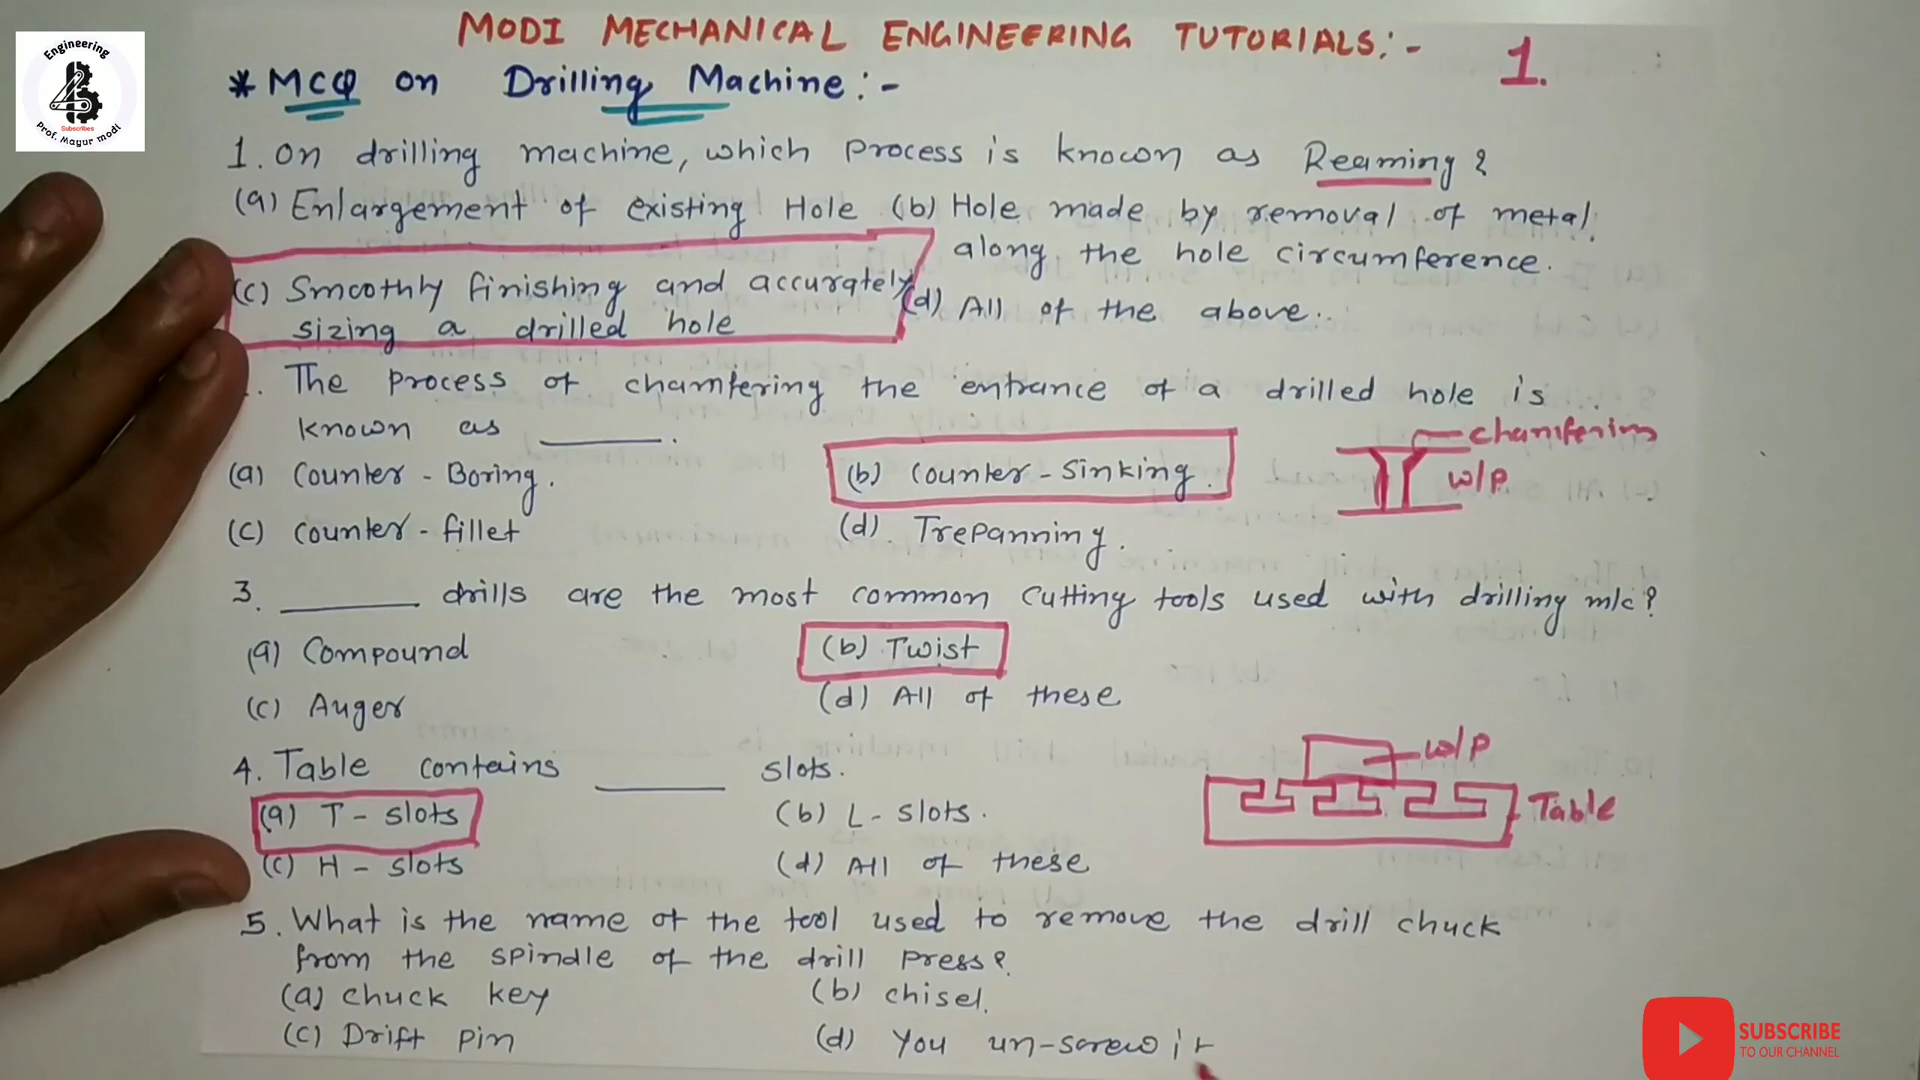 Engineering
Subscribes
Prof. Mayur modi
MODI MECHANICAL ENGINEERING TUTORIALS:-
1.
* MCQ on Drilling Machine:-
1. On drilling machine, which process is known as Reaming?
(a) Enlargement of existing Hole (b) Hole made by removal of metal
along the hole circumference.
(c) Smoothly finishing and accurately
sizing a drilled hole
(d) All of the above..
. The process of chamfering the entrance of a drilled hole is
known as ______.
chamfering
(a) Counter - Boring. (b) Counter - Sinking.
w/p
(c) Counter - fillet (d). Trepanning.
3. ______ drills are the most common cutting tools used with drilling m/c?
(a) Compound (b) Twist
(c) Auger (d) All of these
w/p
4. Table contains ______ slots.
Table
(a) T - slots (b) L - slots.
(c) H - slots (d) All of these
5. What is the name of the tool used to remove the drill chuck
from the spindle of the drill press?
(a) chuck key (b) chisel.
(c) Drift pin (d) You un-screw it
SUBSCRIBE
TO OUR CHANNEL